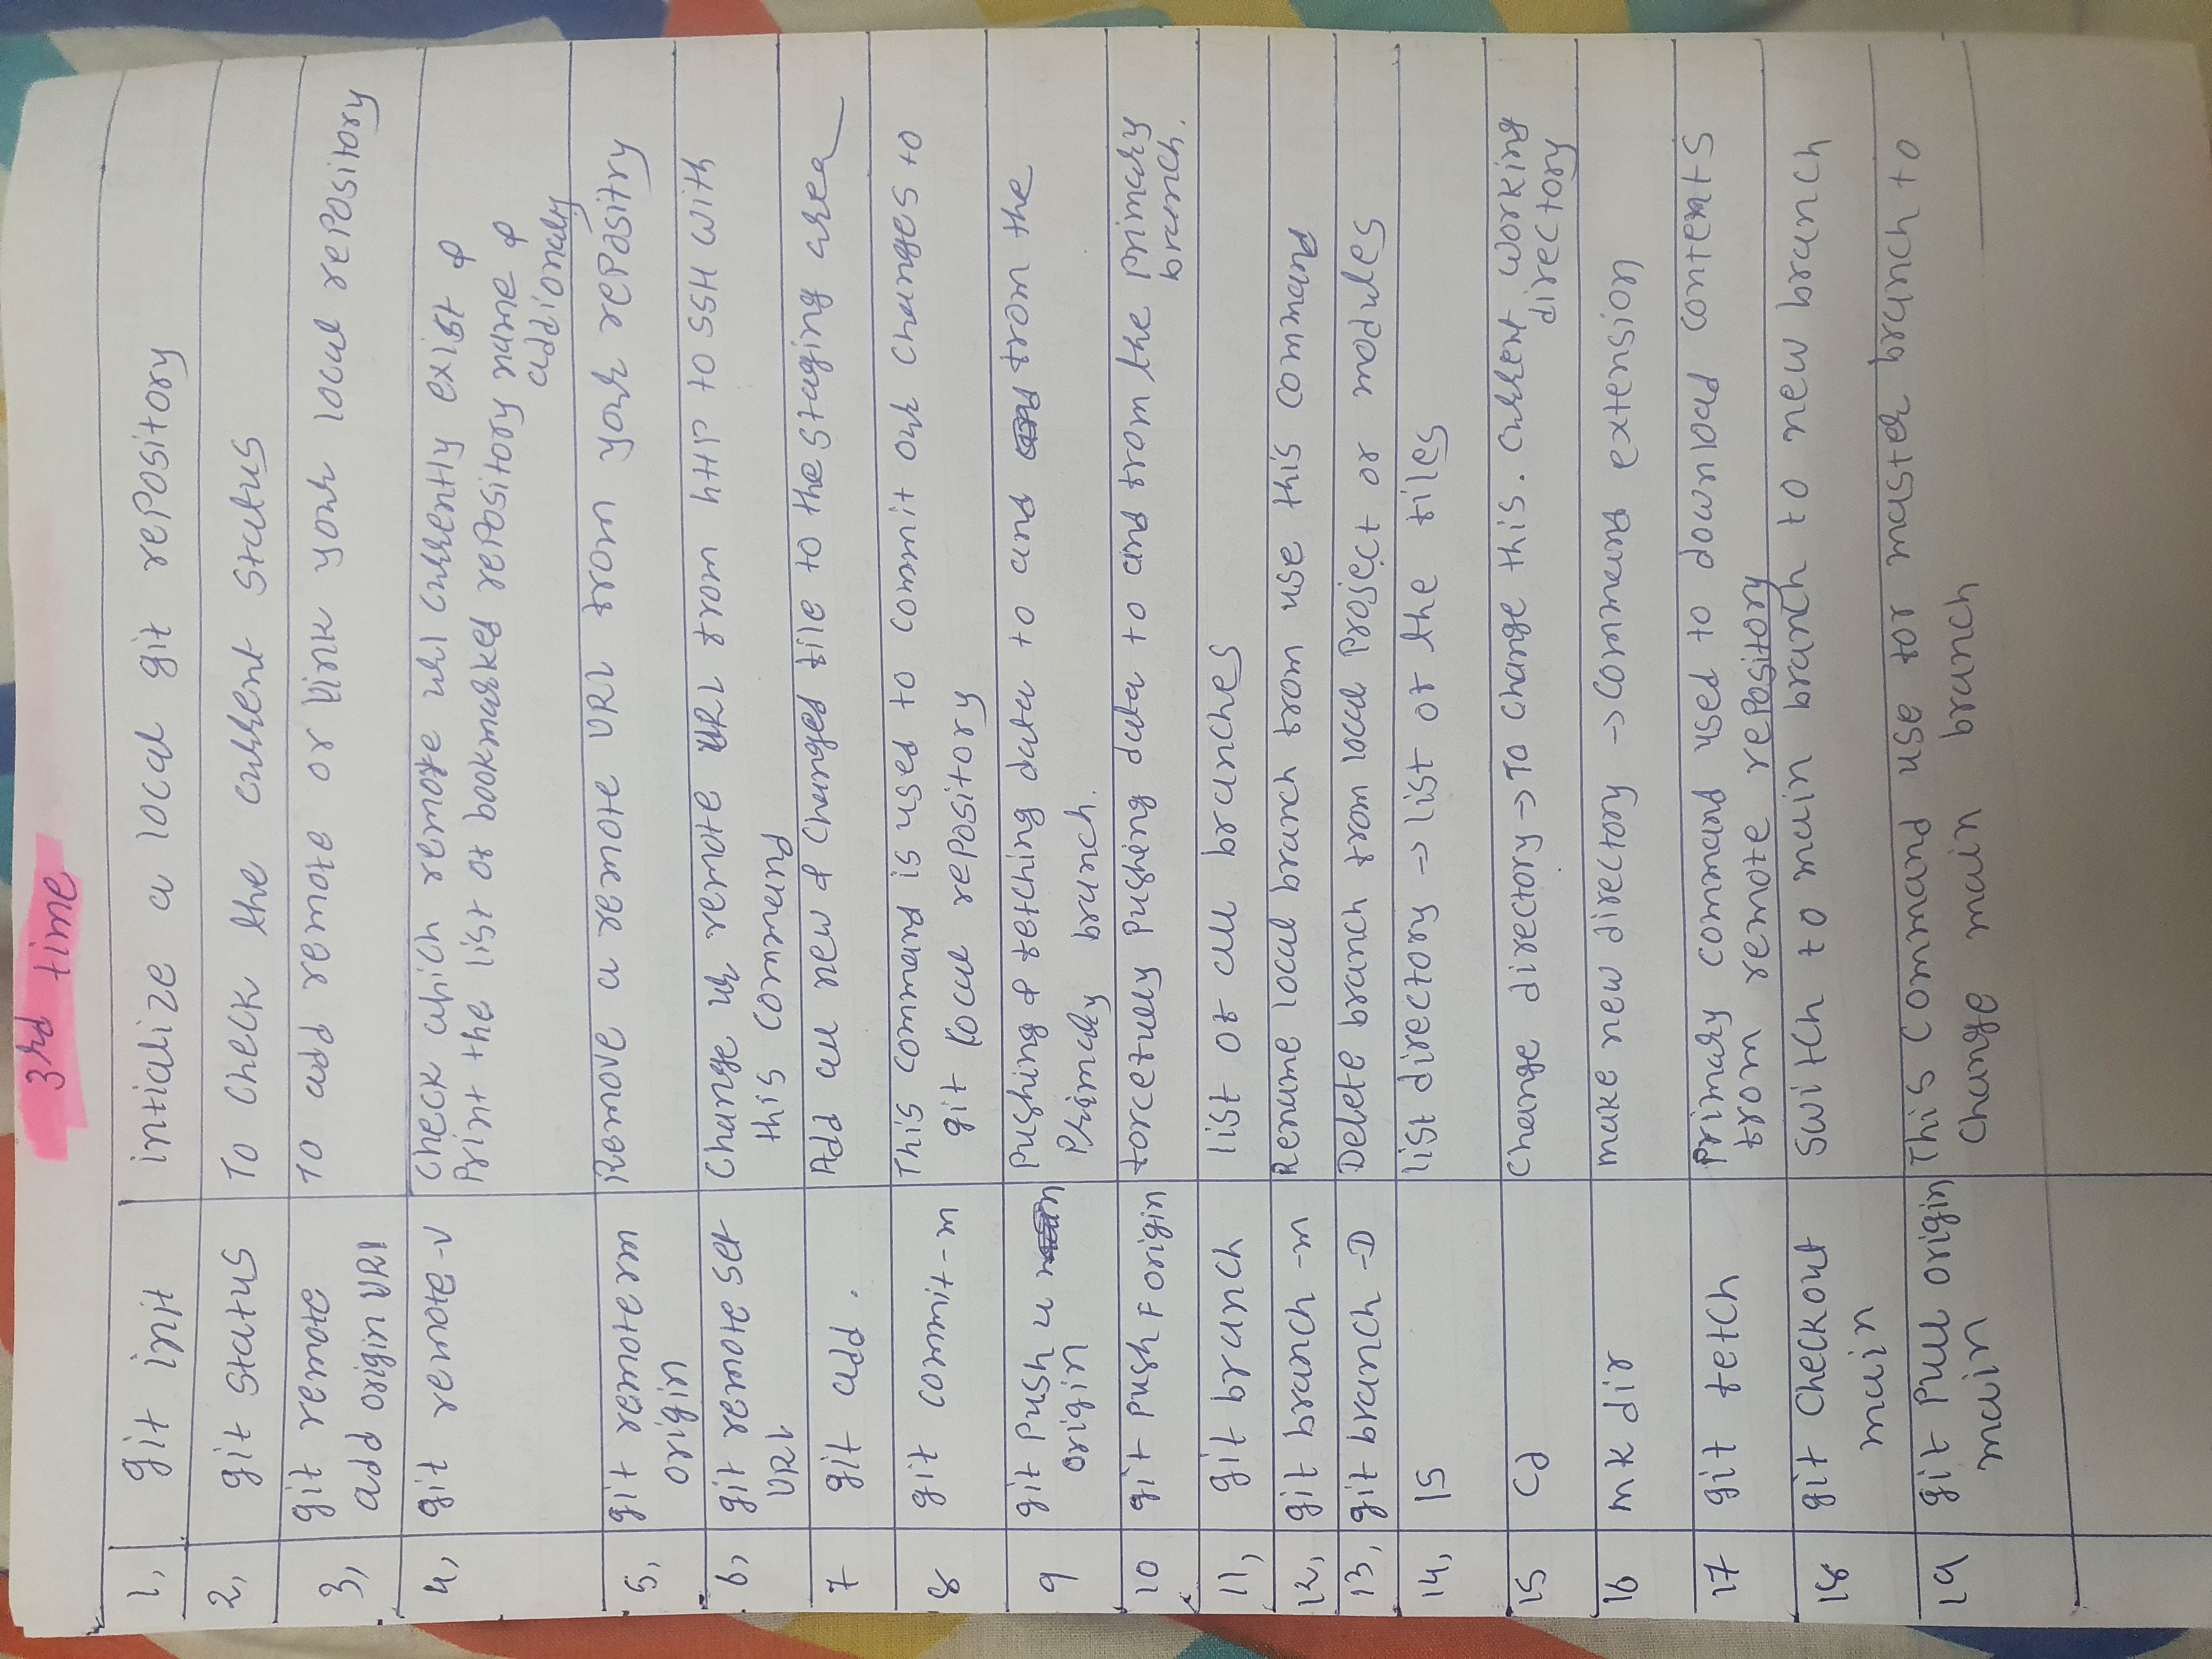 3rd time
1, git init intialize a local git repository
2, git status To check the current status
3, git remote To add remote or link your local repository
add origin URl
4, git remote -v check which remote url currently exist &
Print the list of bookmarked repository name &
addionaly
5, git remote rm Remove a remote URL from your repositry
origin
6, git remote set Change ur remote URL from http to SSH with
URL this command
7 git add . Add all new & changed file to the staging area
8 git commit -m This command is used to commit our changes to
git local repository
9 git Push u Pushing & fetching data to and from the
origin Primary branch.
10 git Push F origin forcefully Pushing data to and from the primary
branch.
11, git branch list of all branches
12, git branch -m Rename local branch from use this command
13, git branch -D Delete branch from local Project or modules
14, ls list directory → list of the files
15 cd Change directory → To change this. current working
directory
16 mk dir make new directory → command extension
17 git fetch Primary command used to download contents
from remote repository
18 git Checkout switch to main branch to new branch
main
19 git Pull origin This command use for master branch to
main change main branch